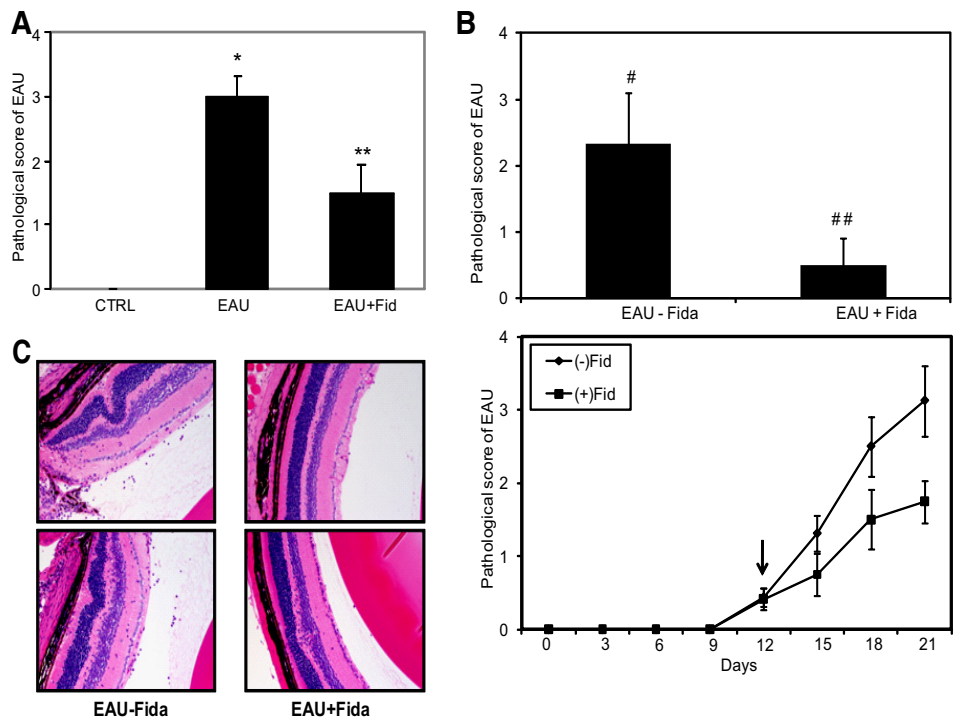 A
Pathological score of EAU
4
3
2
1
0
*
**
CTRL
EAU
EAU+Fid
B
Pathological score of EAU
4
3
2
1
0
#
##
EAU - Fida
EAU + Fida
C
EAU-Fida
EAU+Fida
Pathological score of EAU
4
3
2
1
0
(-)Fid
(+)Fid
0 3 6 9 12 15 18 21
Days